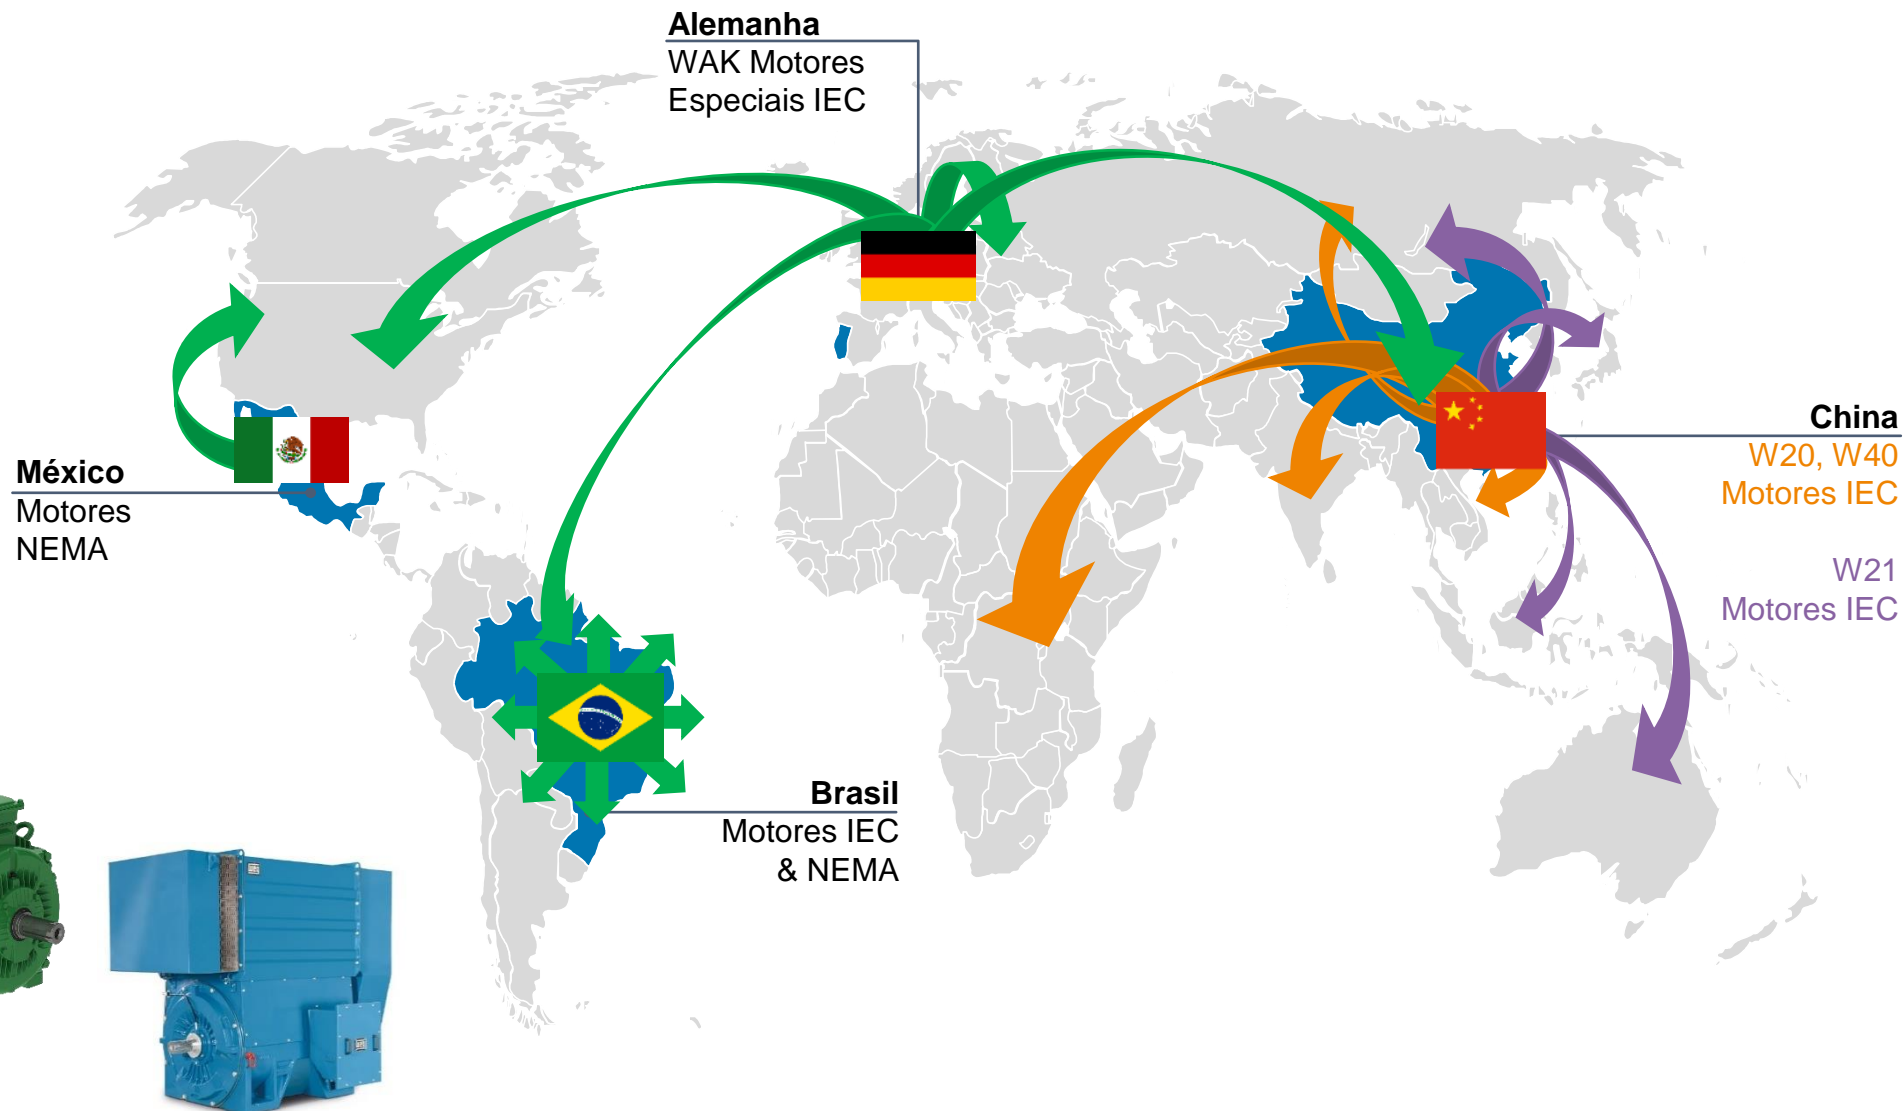 Alemanha
WAK Motores
Especiais IEC
México
Motores
NEMA
China
W20, W40
Motores IEC
W21
Motores IEC
Brasil
Motores IEC
& NEMA